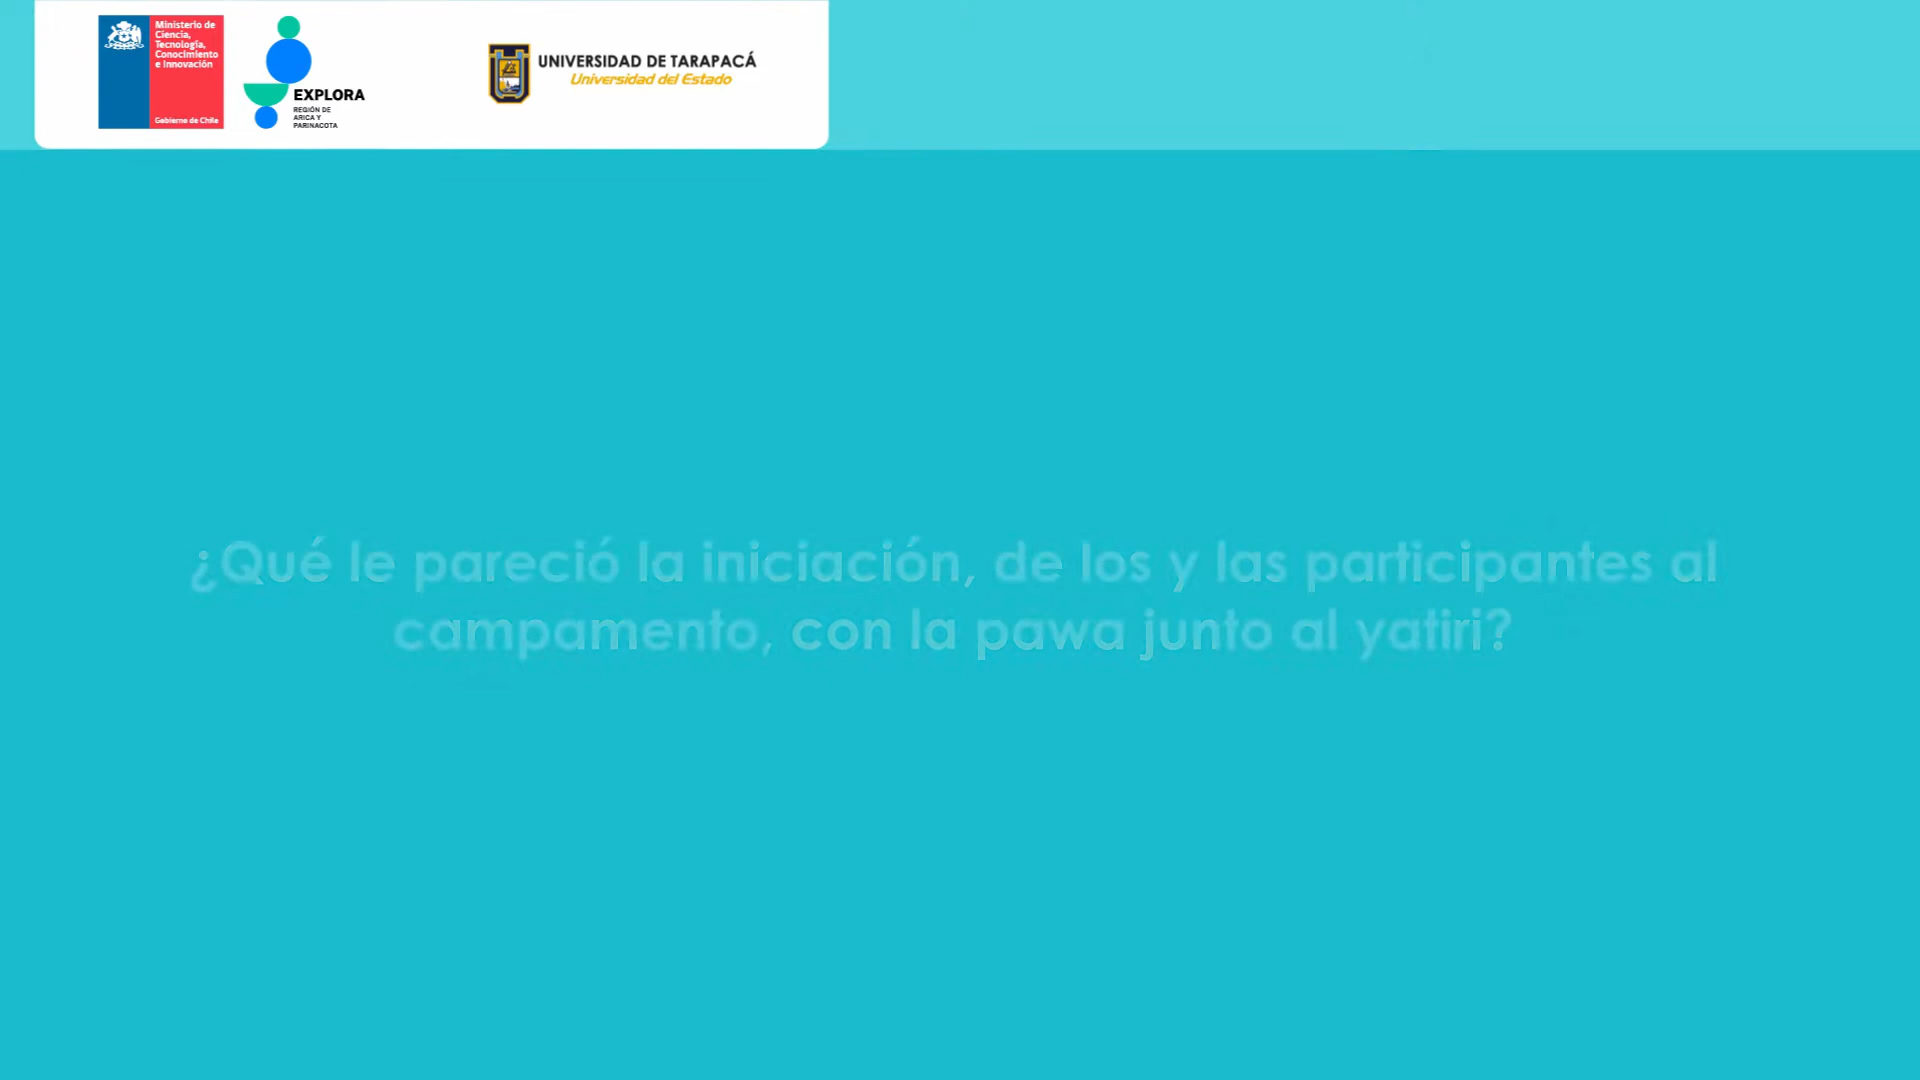 Ministerio de
Ciencia,
Tecnología,
Conocimiento
e Innovación
Gobierno de Chile
EXPLORA
REGIÓN DE
ARICA Y
PARINACOTA
UNIVERSIDAD DE TARAPACÁ
Universidad del Estado
¿Qué le pareció la iniciación, de los y las participantes al
campamento, con la pawa junto al yatiri?